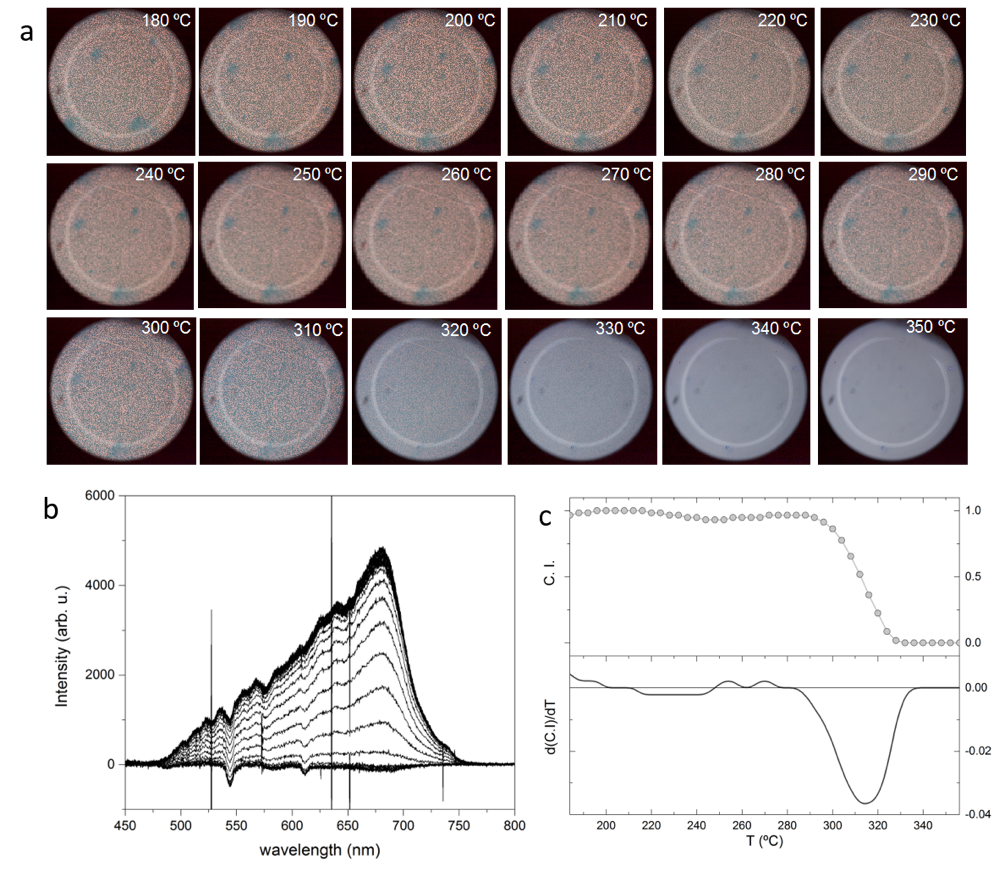 a
180 ºC 190 ºC 200 ºC 210 ºC 220 ºC 230 ºC
240 ºC 250 ºC 260 ºC 270 ºC 280 ºC 290 ºC
300 ºC 310 ºC 320 ºC 330 ºC 340 ºC 350 ºC
b
6000
4000
2000
0
Intensity (arb. u.)
450 500 550 600 650 700 750 800
wavelength (nm)
c
1.0
0.5
0.0
C. I.
0.00
-0.02
-0.04
d(C.I)/dT
200 220 240 260 280 300 320 340
T (ºC)